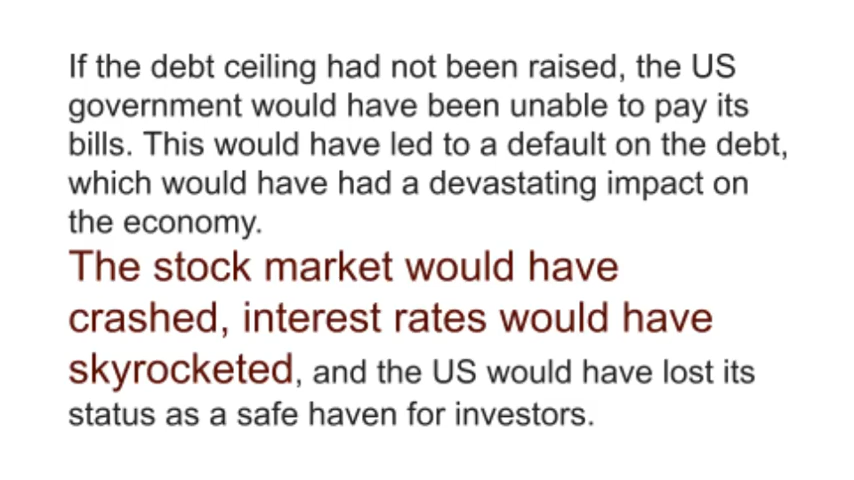 If the debt ceiling had not been raised, the US
government would have been unable to pay its
bills. This would have led to a default on the debt,
which would have had a devastating impact on
the economy.
The stock market would have
crashed, interest rates would have
skyrocketed, and the US would have lost its
status as a safe haven for investors.